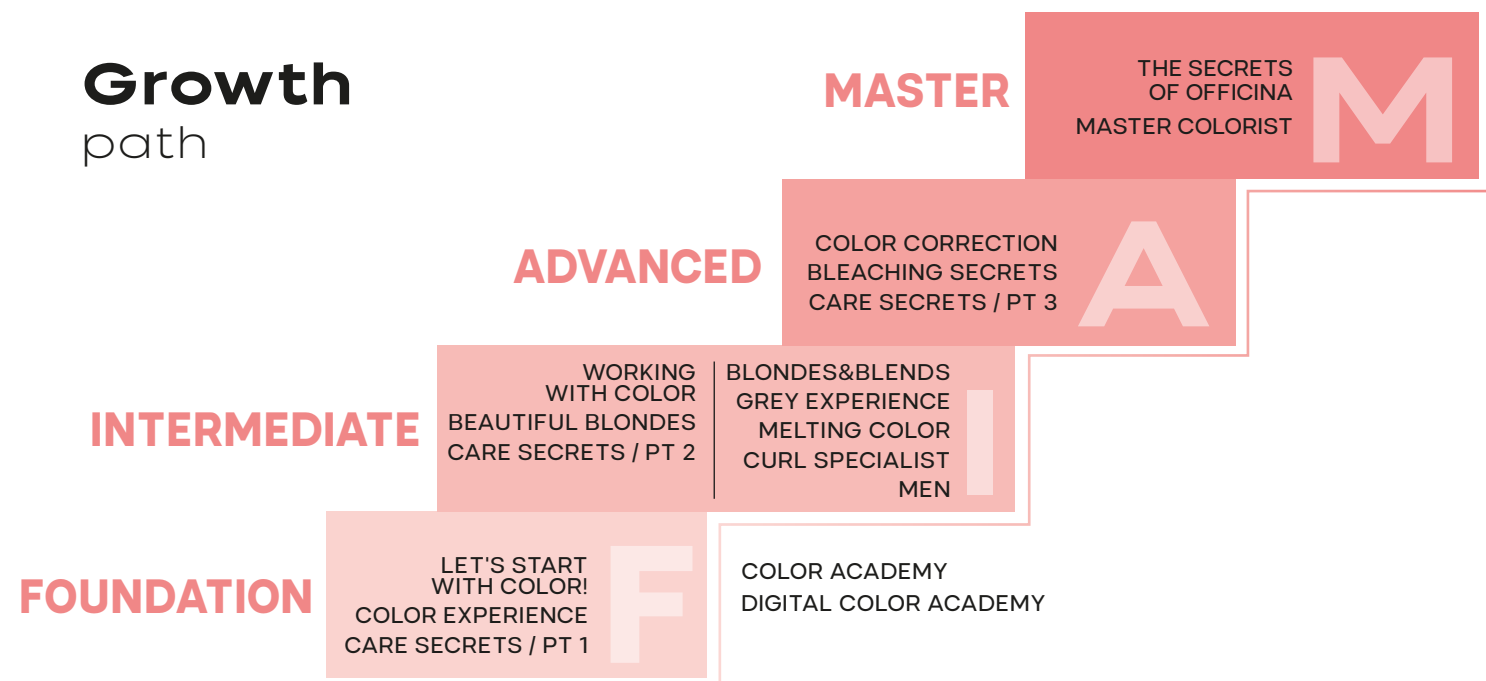 Growth
path
MASTER
THE SECRETS
OF OFFICINA
MASTER COLORIST
M
ADVANCED
COLOR CORRECTION
BLEACHING SECRETS
CARE SECRETS / PT 3
A
INTERMEDIATE
WORKING
WITH COLOR
BEAUTIFUL BLONDES
CARE SECRETS / PT 2
BLONDES&BLENDS
GREY EXPERIENCE
MELTING COLOR
CURL SPECIALIST
MEN
I
FOUNDATION
LET'S START
WITH COLOR!
COLOR EXPERIENCE
CARE SECRETS / PT 1
F
COLOR ACADEMY
DIGITAL COLOR ACADEMY